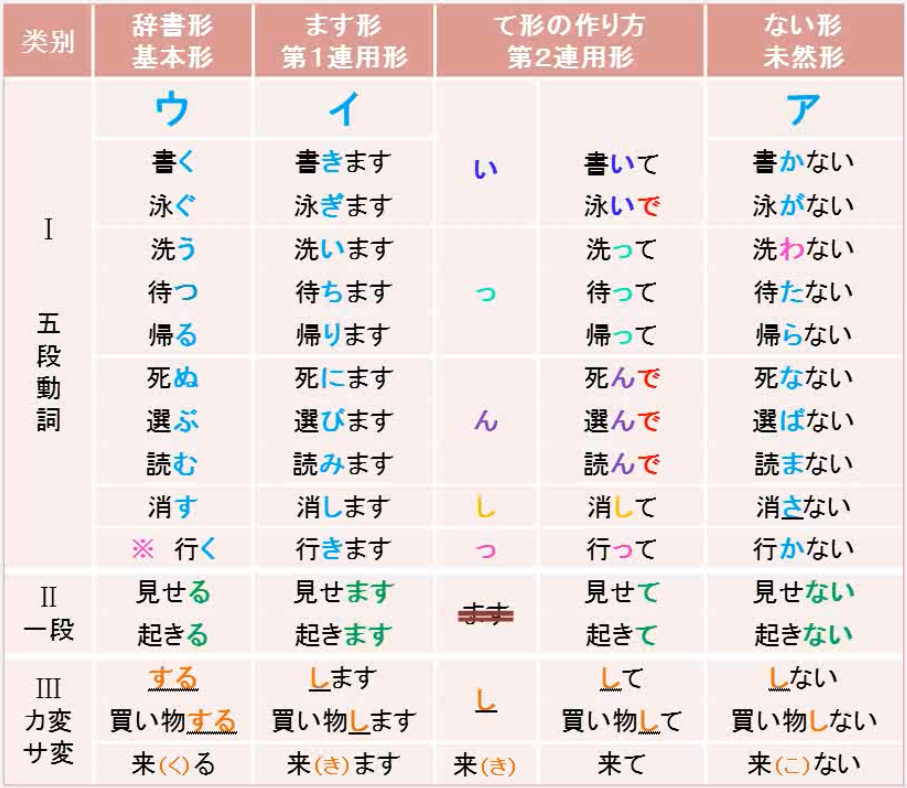 类别 辞書形 ます形 て形の作り方 ない形
基本形 第1連用形 第2連用形 未然形
ウ イ ア
書く 書きます い 書いて 書かない
泳ぐ 泳ぎます 泳いで 泳がない
Ⅰ
洗う 洗います 洗って 洗わない
待つ 待ちます っ 待って 待たない
帰る 帰ります 帰って 帰らない
五段動詞
死ぬ 死にます 死んで 死なない
選ぶ 選びます ん 選んで 選ばない
読む 読みます 読んで 読まない
消す 消します し 消して 消さない
※ 行く 行きます っ 行って 行かない
Ⅱ 見せる 見せます ます 見せて 見せない
一段 起きる 起きます 起きて 起きない
Ⅲ する します し して しない
カ変 買い物する 買い物します 買い物して 買い物しない
サ変 来(く)る 来(き)ます 来(き) 来て 来(こ)ない